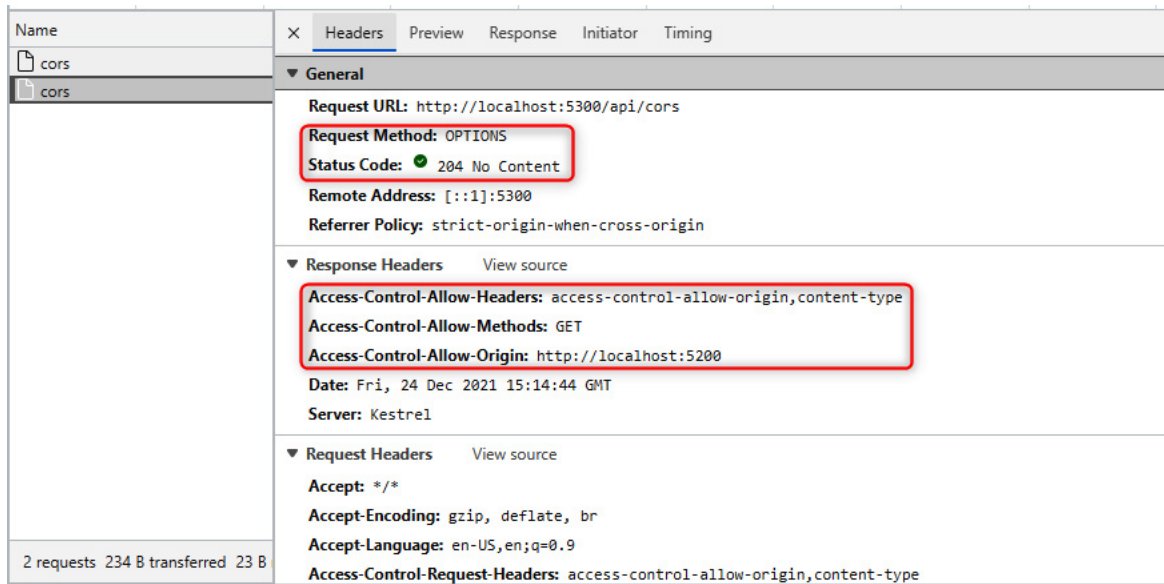 Name
cors
cors
2 requests 234 B transferred 23 B
Headers Preview Response Initiator Timing
General
Request URL: http://localhost:5300/api/cors
Request Method: OPTIONS
Status Code: 204 No Content
Remote Address: [::1]:5300
Referrer Policy: strict-origin-when-cross-origin
Response Headers View source
Access-Control-Allow-Headers: access-control-allow-origin,content-type
Access-Control-Allow-Methods: GET
Access-Control-Allow-Origin: http://localhost:5200
Date: Fri, 24 Dec 2021 15:14:44 GMT
Server: Kestrel
Request Headers View source
Accept: */*
Accept-Encoding: gzip, deflate, br
Accept-Language: en-US,en;q=0.9
Access-Control-Request-Headers: access-control-allow-origin,content-type